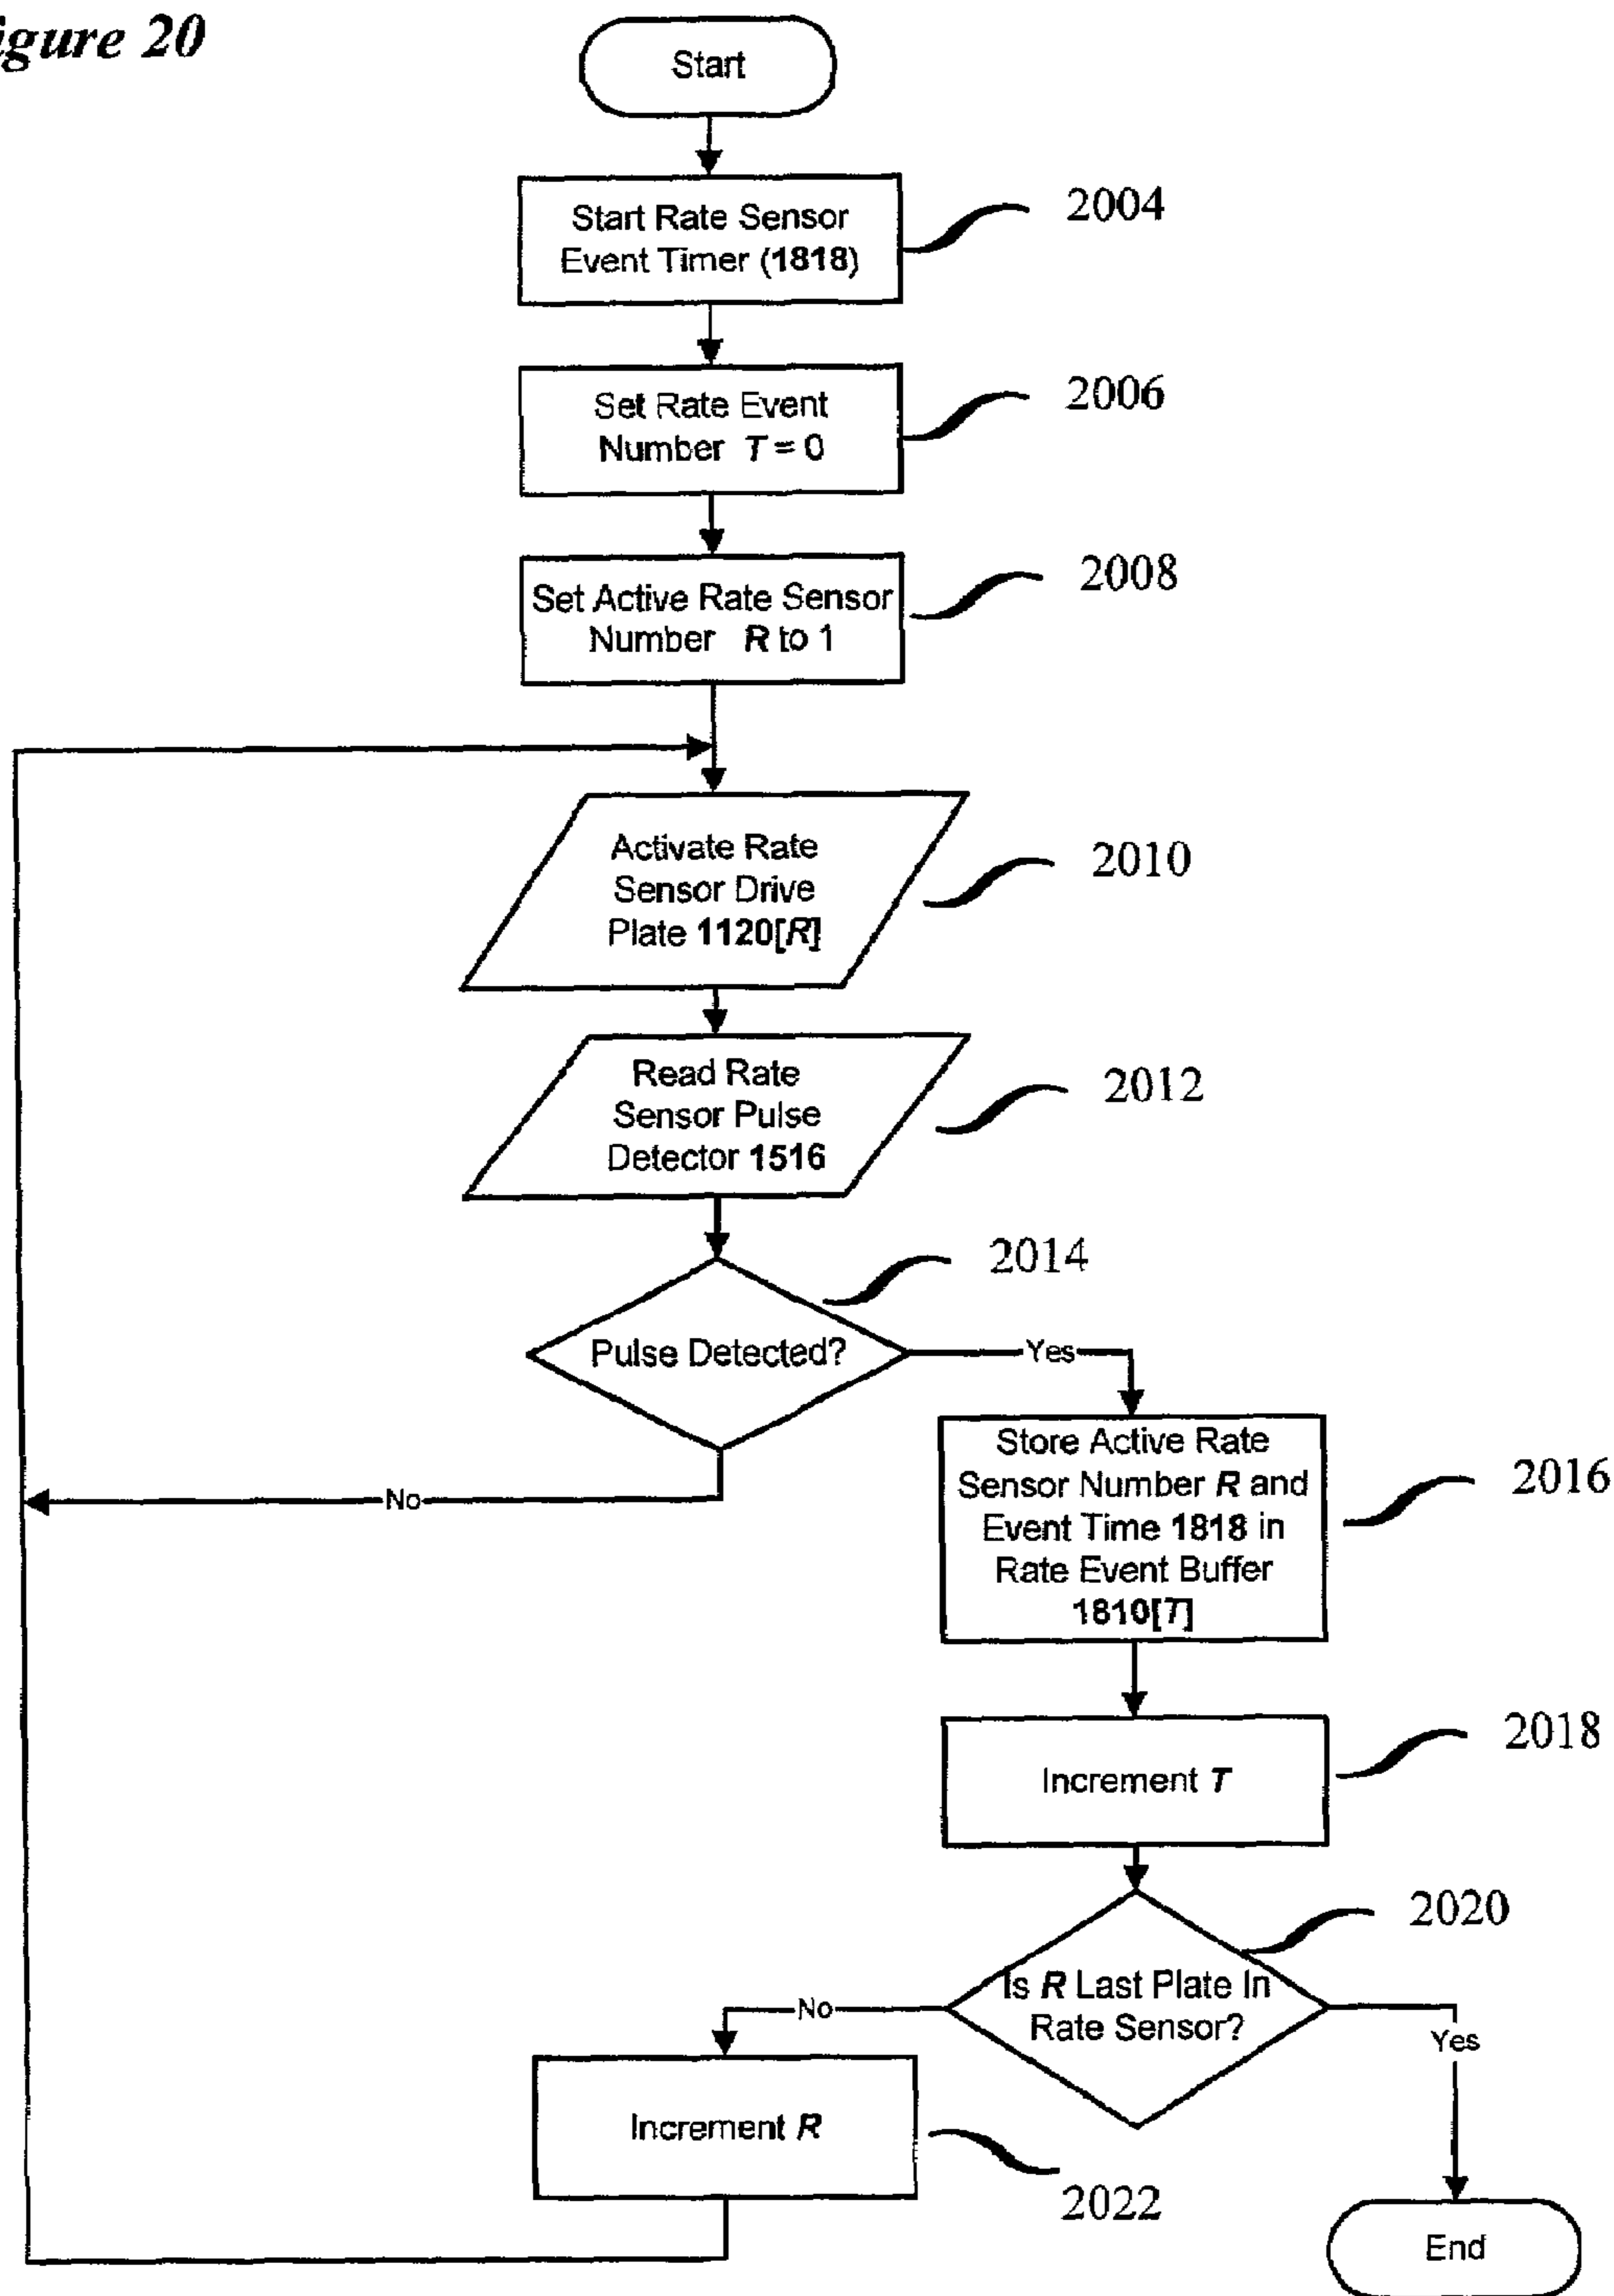 igure 20
Start
Start Rate Sensor
Event Timer (1818)
2004
Set Rate Event
Number T = 0
2006
Set Active Rate Sensor
Number R to 1
2008
Activate Rate
Sensor Drive
Plate 1120[R]
2010
Read Rate
Sensor Pulse
Detector 1516
2012
2014
Pulse Detected?
Yes
No
Store Active Rate
Sensor Number R and
Event Time 1818 in
Rate Event Buffer
1810[T]
2016
Increment T
2018
2020
Is R Last Plate In
Rate Sensor?
No
Yes
Increment R
2022
End